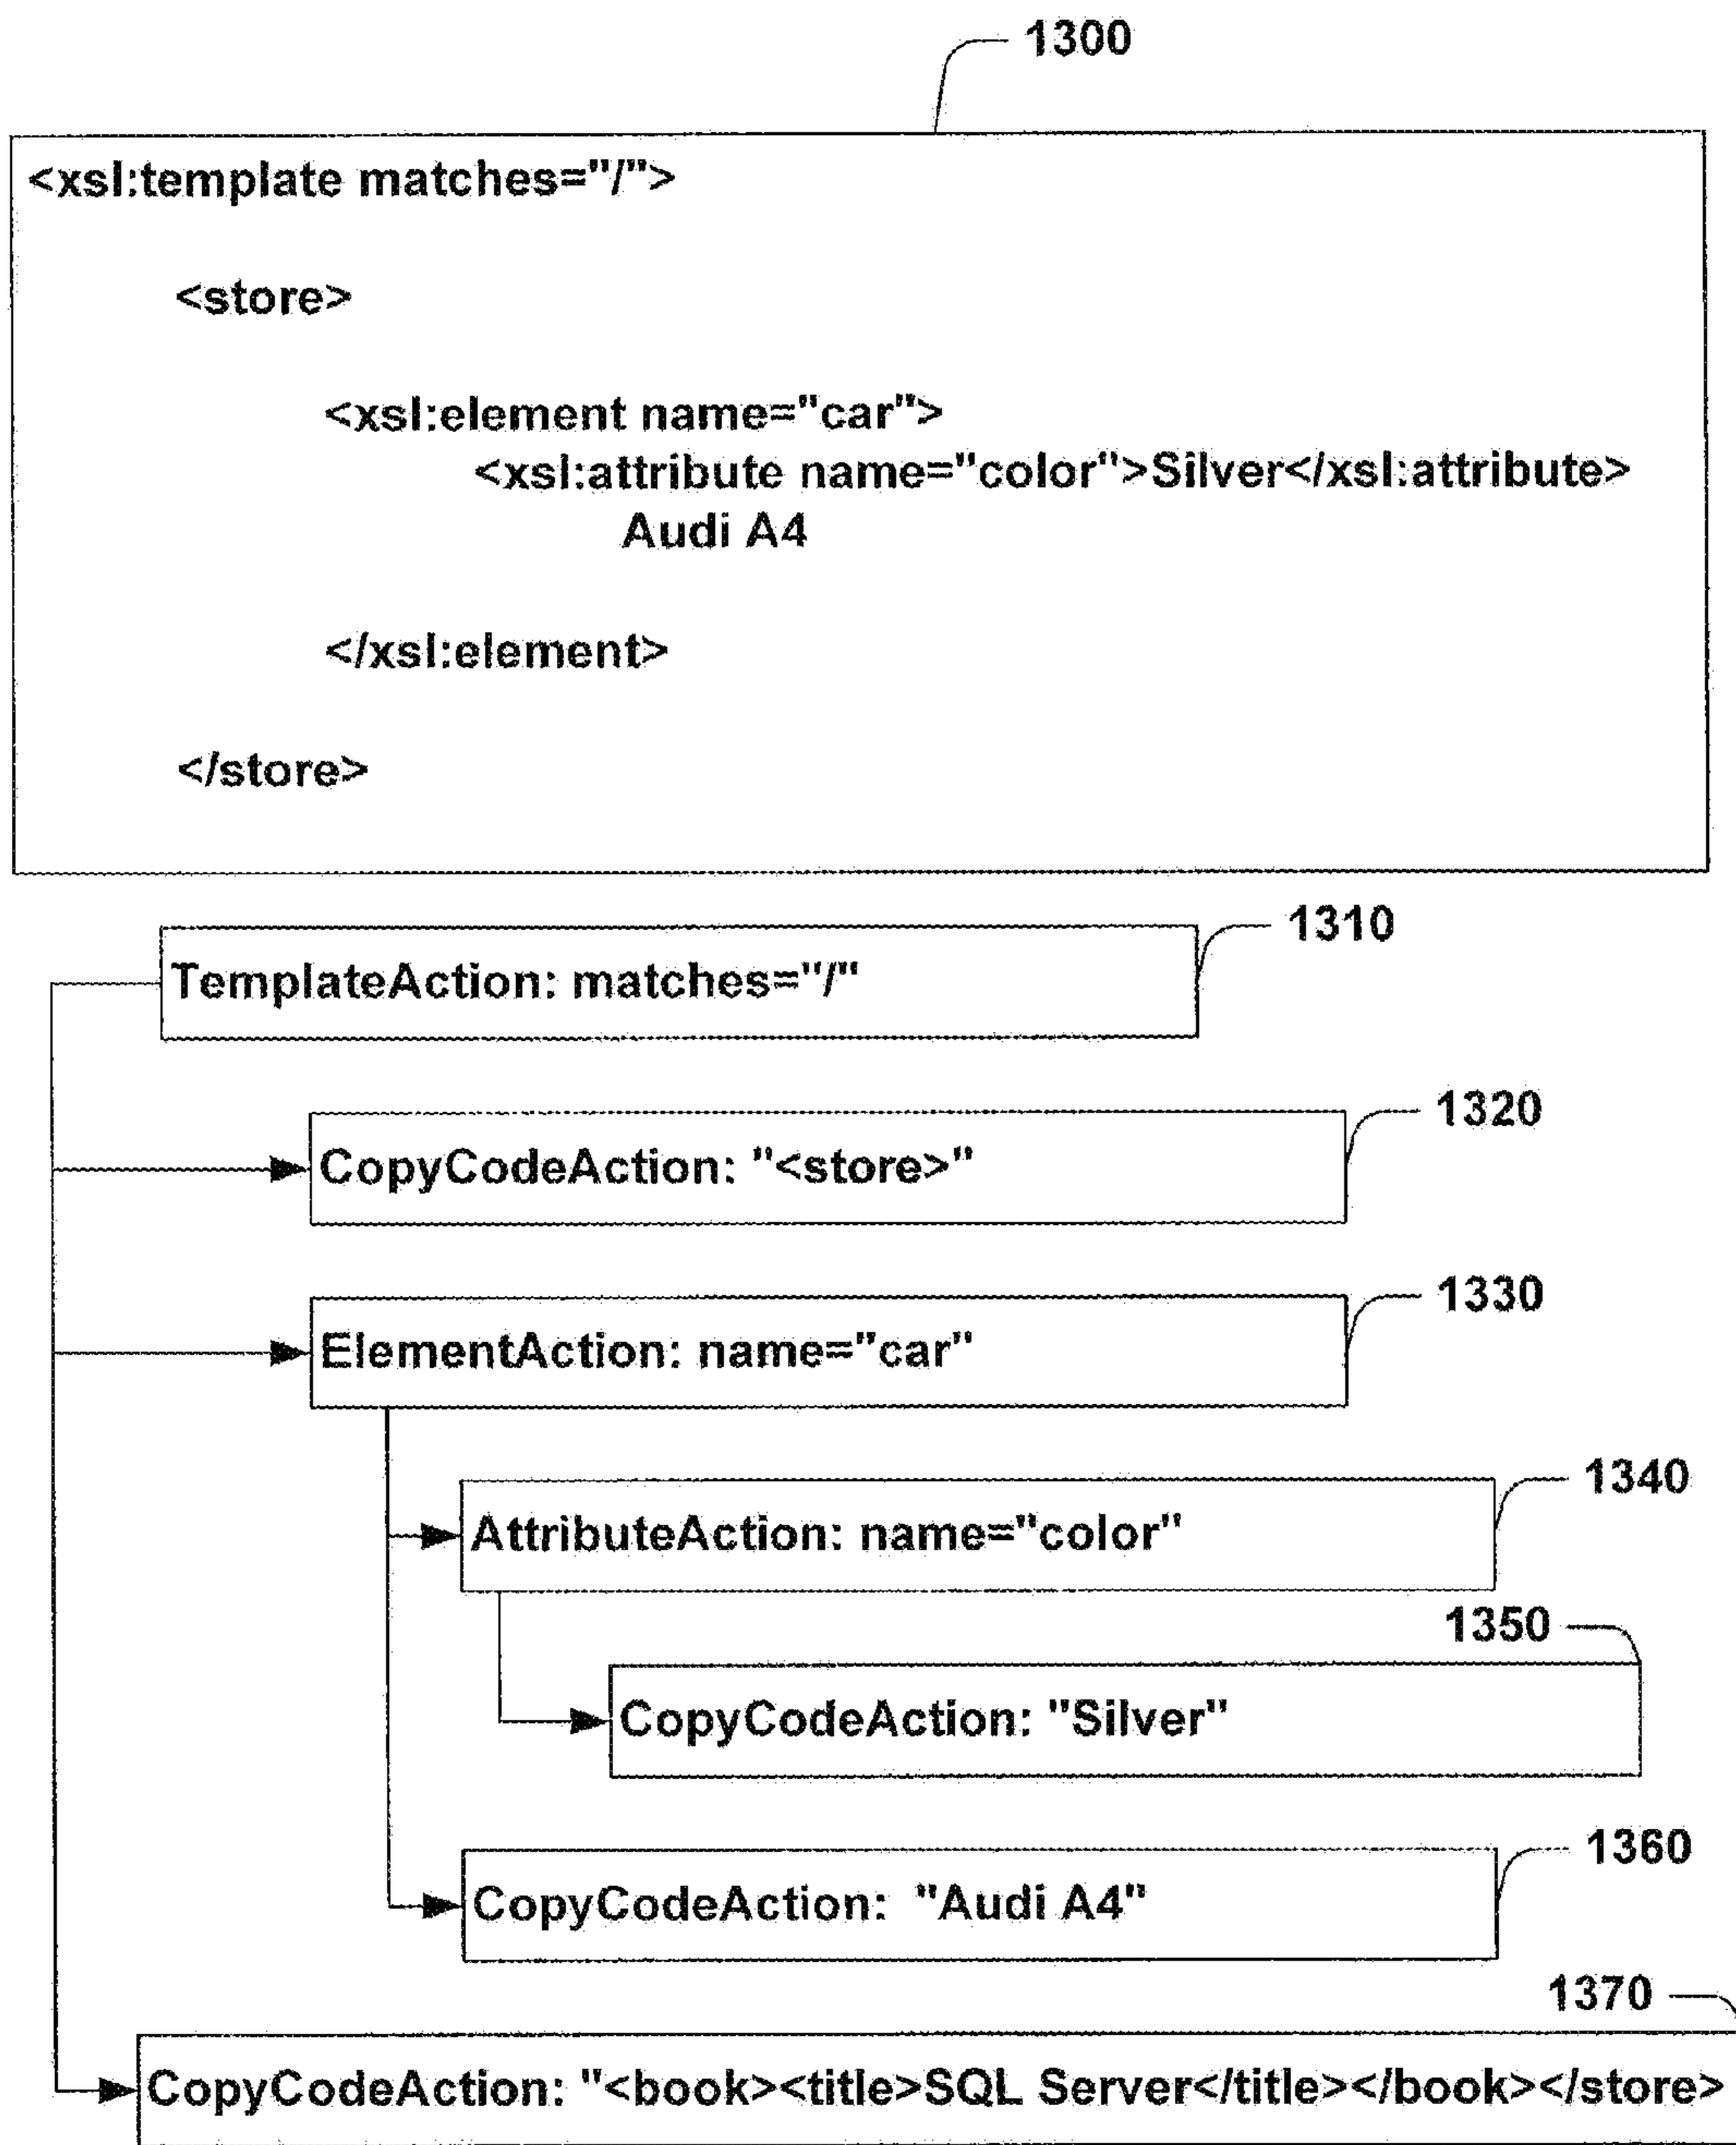 1300
<xsl:template matches="/">
<store>
<xsl:element name="car">
<xsl:attribute name="color">Silver</xsl:attribute>
Audi A4
</xsl:element>
</store>
1310
TemplateAction: matches="/"
1320
CopyCodeAction: "<store>"
1330
ElementAction: name="car"
1340
AttributeAction: name="color"
1350
CopyCodeAction: "Silver"
1360
CopyCodeAction: "Audi A4"
1370
CopyCodeAction: "<book><title>SQL Server</title></book></store>